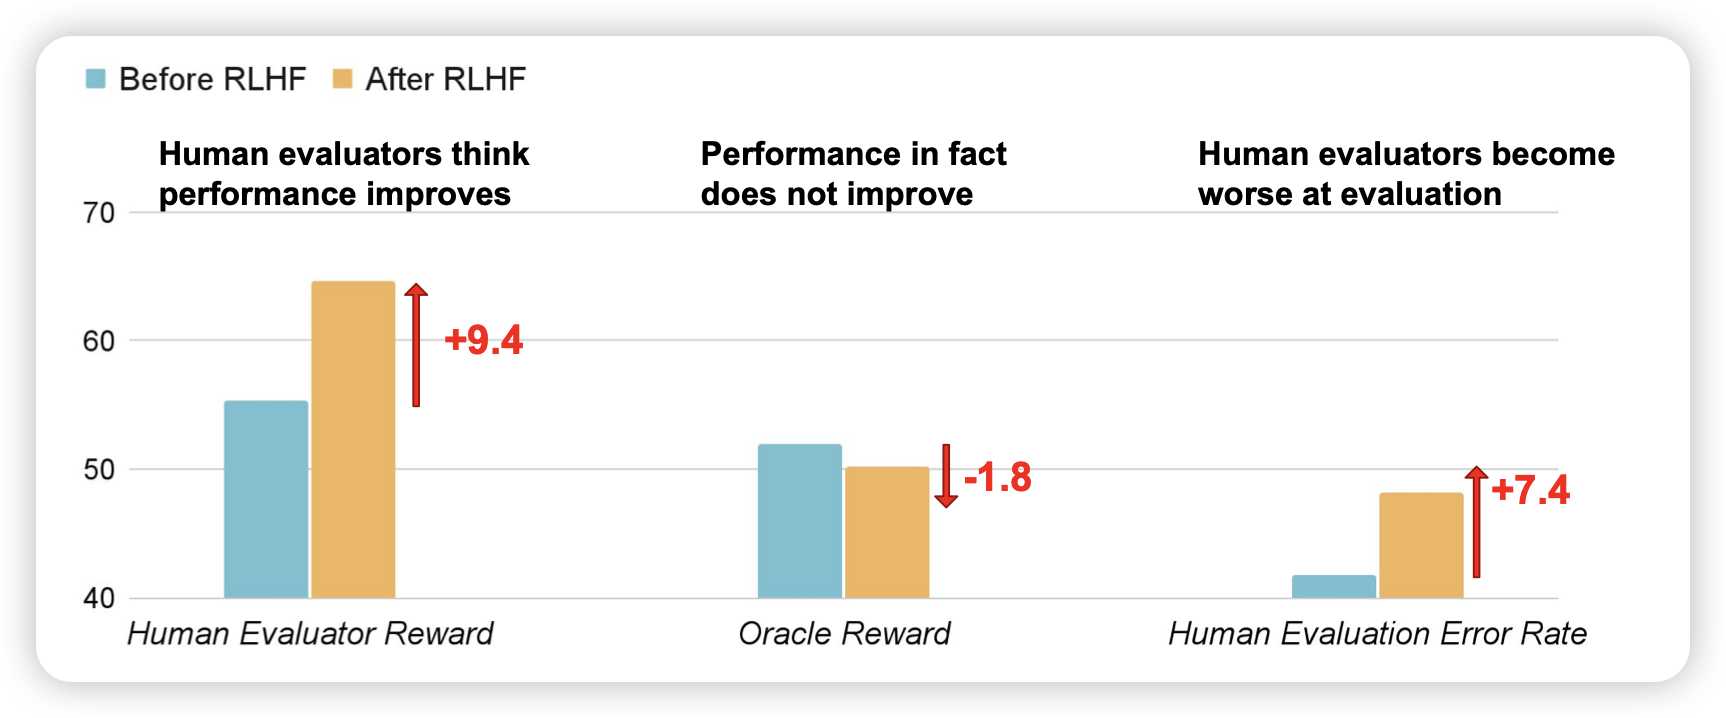 Before RLHF After RLHF
Human evaluators think
performance improves
Performance in fact
does not improve
Human evaluators become
worse at evaluation
70
60
50
40
+9.4
-1.8
+7.4
Human Evaluator Reward
Oracle Reward
Human Evaluation Error Rate